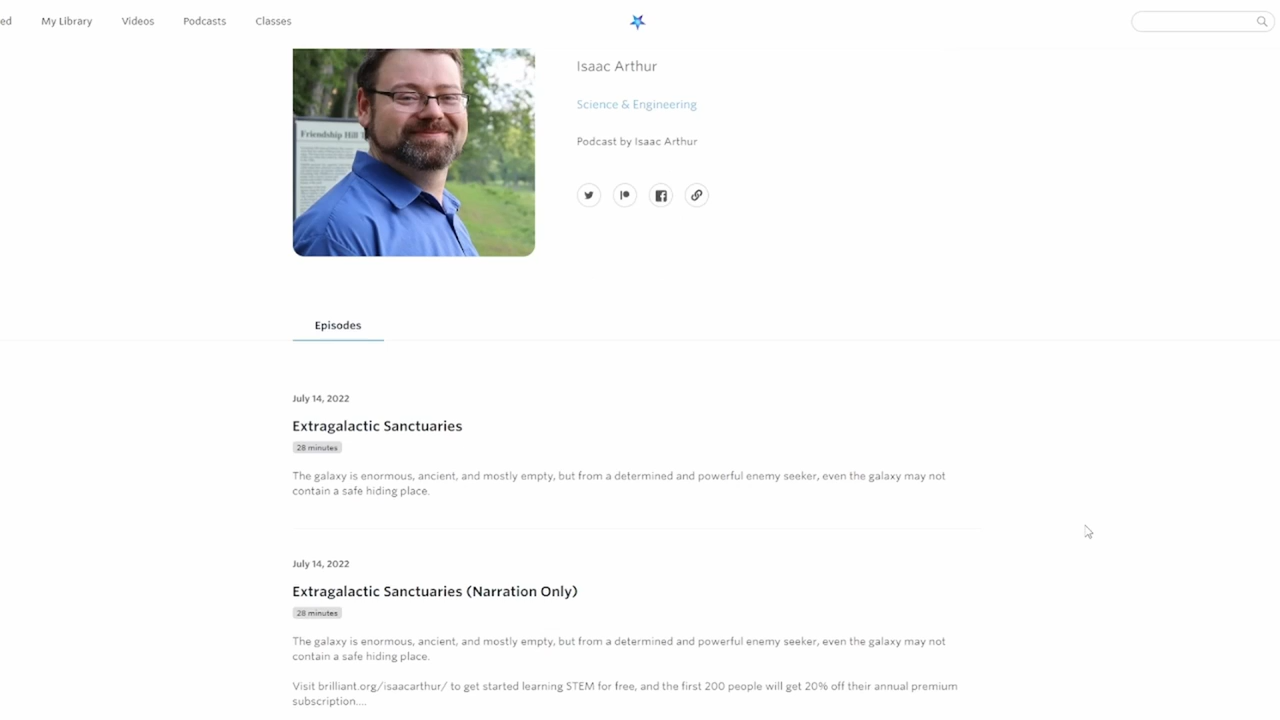 ed My Library Videos Podcasts Classes
Isaac Arthur
Science & Engineering
Podcast by Isaac Arthur
Friendship Hill T
Episodes
July 14, 2022
Extragalactic Sanctuaries
28 minutes
The galaxy is enormous, ancient, and mostly empty, but from a determined and powerful enemy seeker, even the galaxy may not
contain a safe hiding place.
July 14, 2022
Extragalactic Sanctuaries (Narration Only)
28 minutes
The galaxy is enormous, ancient, and mostly empty, but from a determined and powerful enemy seeker, even the galaxy may not
contain a safe hiding place.
Visit brilliant.org/isaacarthur/ to get started learning STEM for free, and the first 200 people will get 20% off their annual premium
subscription....